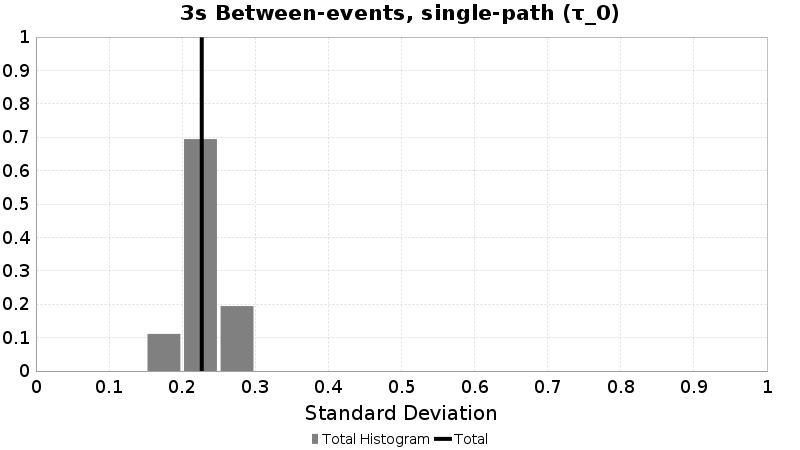 3s Between-events, single-path (τ_0)
1
0.9
0.8
0.7
0.6
0.5
0.4
0.3
0.2
0.1
0
0 0.1 0.2 0.3 0.4 0.5 0.6 0.7 0.8 0.9 1
Standard Deviation
Total Histogram Total